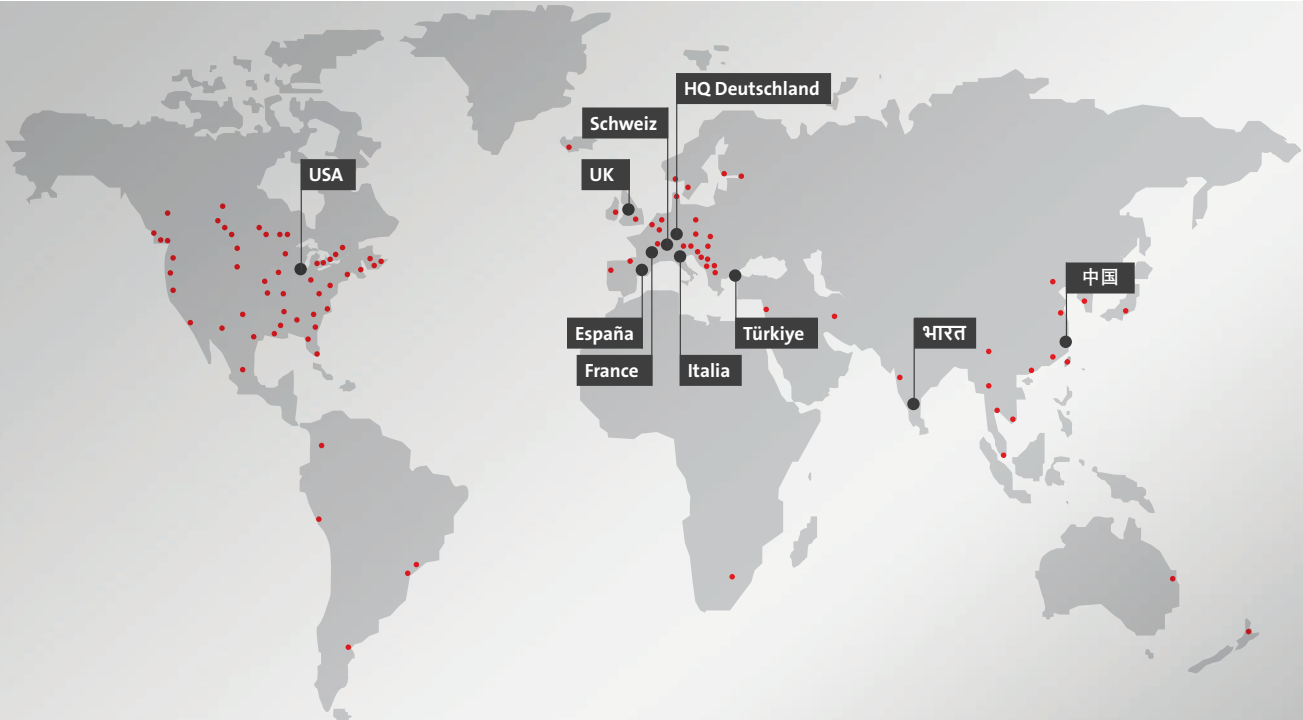 HQ Deutschland
Schweiz
UK
USA
中国
España
Türkiye
भारत
France
Italia